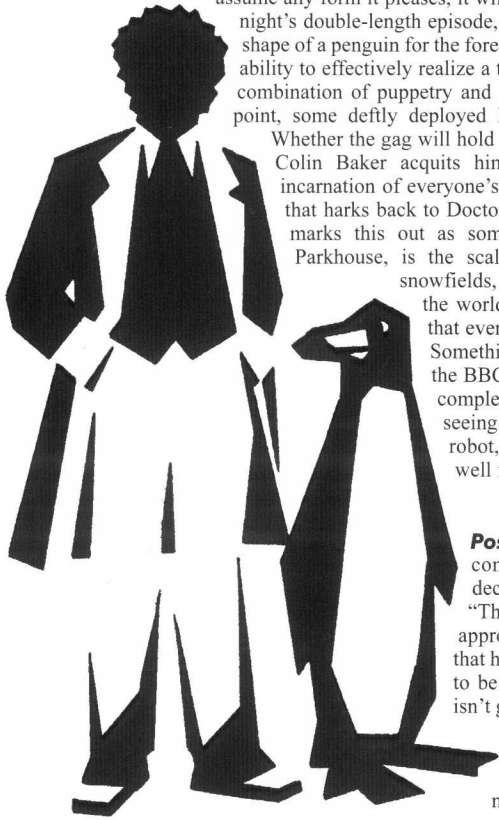 assume any form it pleases, it wi
night's double-length episode,
shape of a penguin for the fore
ability to effectively realize a t
combination of puppetry and
point, some deftly deployed
Whether the gag will hold
Colin Baker acquits him
incarnation of everyone's
that harks back to Docto
marks this out as som
Parkhouse, is the scal
snowfields,
the world
that ever
Somethi
the BBC
comple
seeing
robot,
well
Pos
con
dec
"Th
appro
that h
to be
isn't g